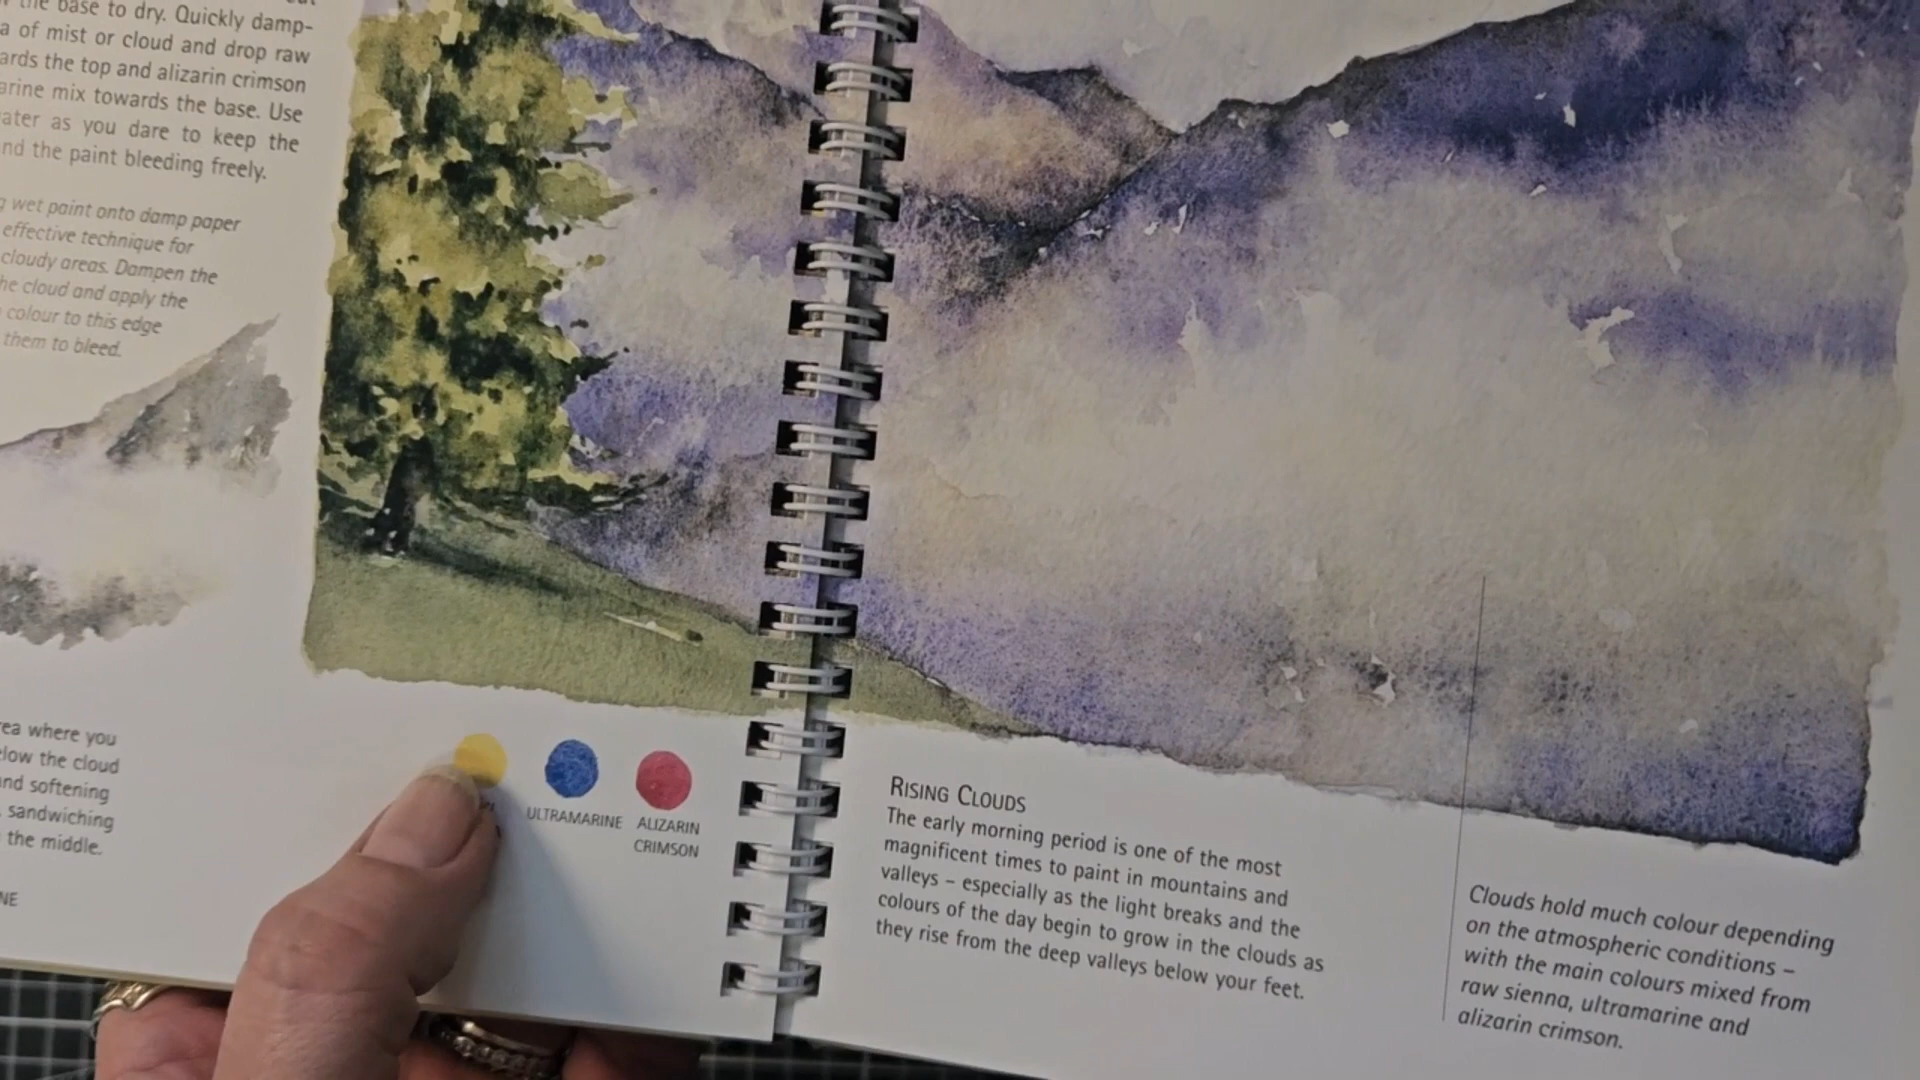 the base to dry. Quickly damp-
a of mist or cloud and drop raw
ards the top and alizarin crimson
arine mix towards the base. Use
ater as you dare to keep the
nd the paint bleeding freely.
g wet paint onto damp paper
effective technique for
cloudy areas. Dampen the
he cloud and apply the
colour to this edge
them to bleed.
rea where you
elow the cloud
and softening
sandwiching
the middle.
NE
ULTRAMARINE
ALIZARIN
CRIMSON
RISING CLOUDS
The early morning period is one of the most
magnificent times to paint in mountains and
valleys – especially as the light breaks and the
colours of the day begin to grow in the clouds as
they rise from the deep valleys below your feet.
Clouds hold much colour depending
on the atmospheric conditions –
with the main colours mixed from
raw sienna, ultramarine and
alizarin crimson.